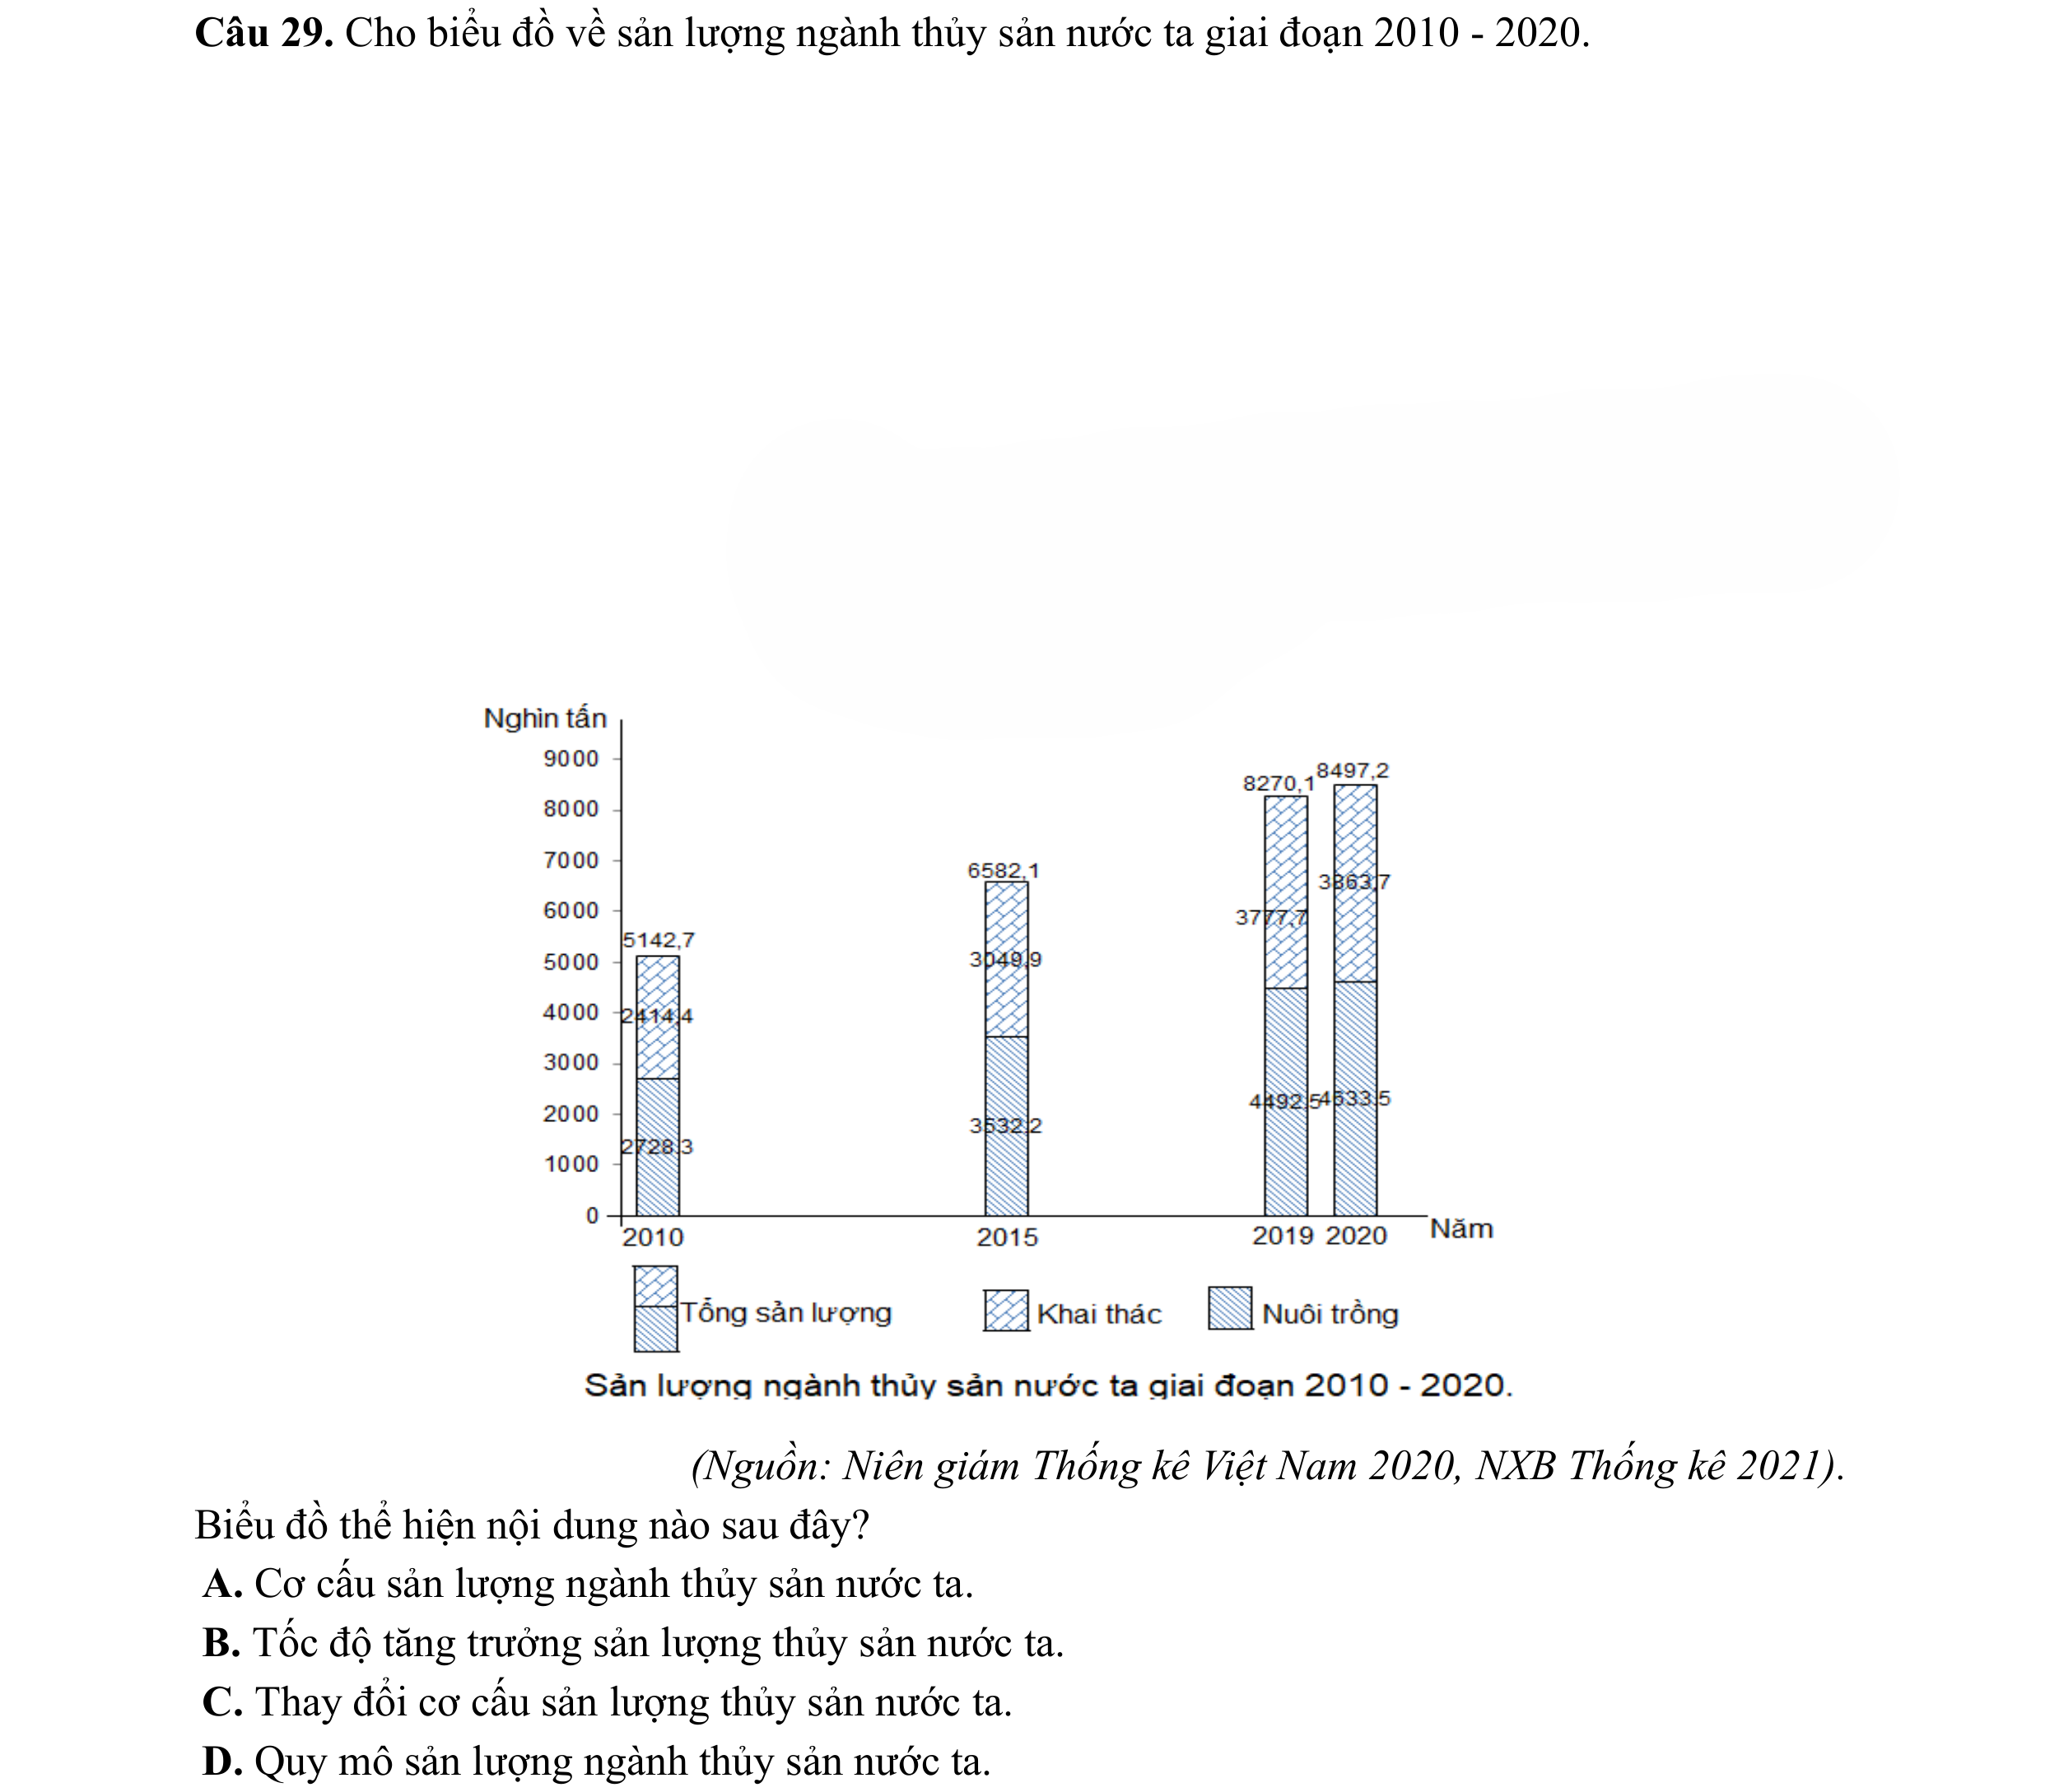 Câu 29. Cho biểu đồ về sản lượng ngành thủy sản nước ta giai đoạn 2010 - 2020.
Nghìn tấn
9000
8000
7000
6000
5000
4000
3000
2000
1000
0
5142,7
2414,4
2728,3
6582,1
3049,9
3532,2
8270,1
3777,7
4492,5
8497,2
3863,7
4633,5
2010 2015 2019 2020 Năm
Tổng sản lượng Khai thác Nuôi trồng
Sản lượng ngành thủy sản nước ta giai đoạn 2010 - 2020.
(Nguồn: Niên giám Thống kê Việt Nam 2020, NXB Thống kê 2021).
Biểu đồ thể hiện nội dung nào sau đây?
A. Cơ cấu sản lượng ngành thủy sản nước ta.
B. Tốc độ tăng trưởng sản lượng thủy sản nước ta.
C. Thay đổi cơ cấu sản lượng thủy sản nước ta.
D. Quy mô sản lượng ngành thủy sản nước ta.